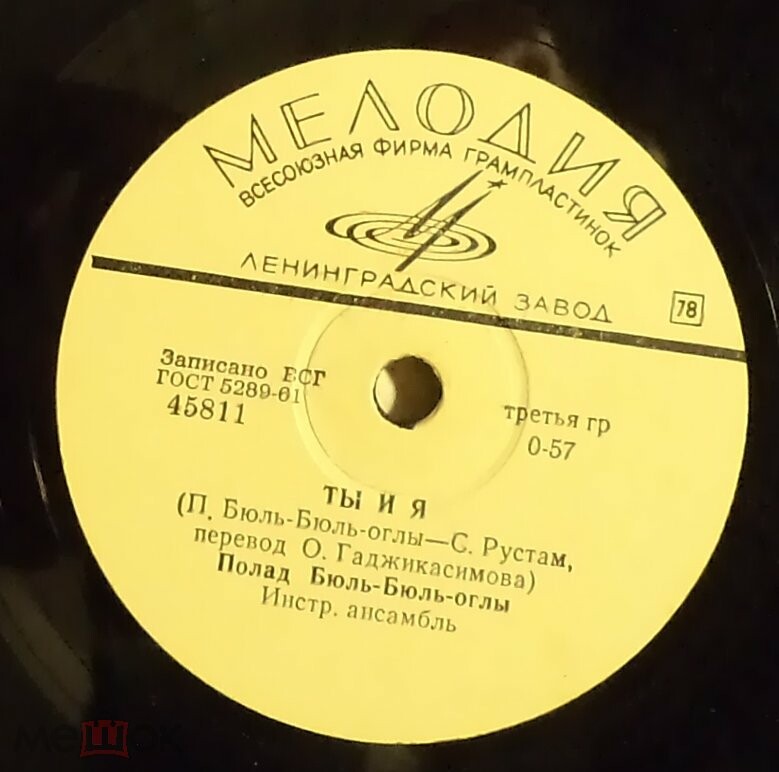 МЕЛОДИЯ
ВСЕСОЮЗНАЯ ФИРМА ГРАМПЛАСТИНОК
ЛЕНИНГРАДСКИЙ ЗАВОД
78
Записано ВСГ
ГОСТ 5289-61
45811
третья гр
0-57
ТЫ И Я
(П. Бюль-Бюль-оглы—С. Рустам,
перевод О. Гаджикасимова)
Полад Бюль-Бюль-оглы
Инстр. ансамбль
мешок